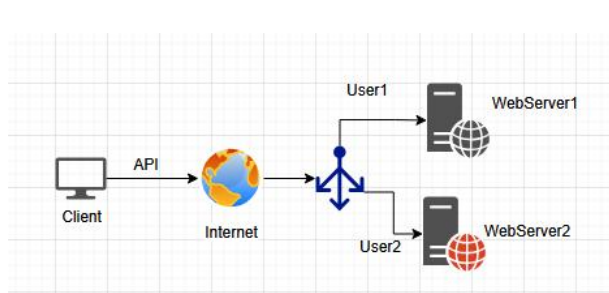 User1
WebServer1
API
Client
Internet
User2
WebServer2